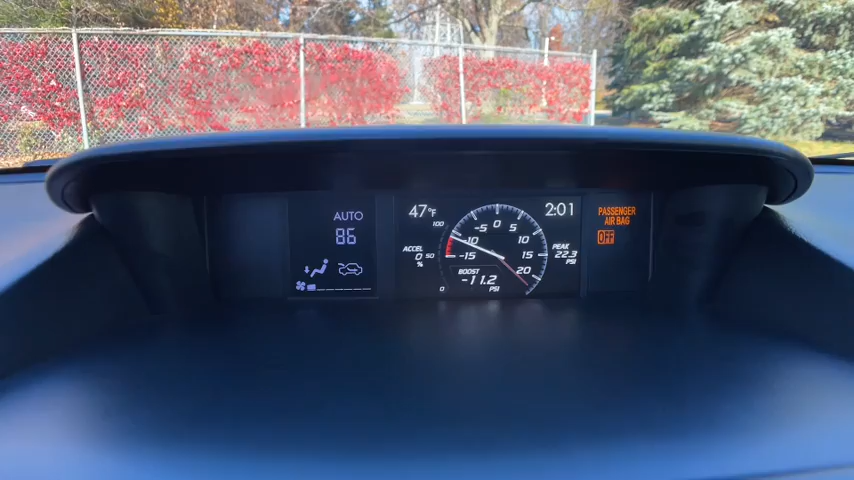 AUTO
86
47°F
2:01
100
50
0
ACCEL
0
%
-15
-10
-5
0
5
10
15
20
BOOST
-11.2
PSI
PEAK
22.3
PSI
PASSENGER
AIR BAG
OFF